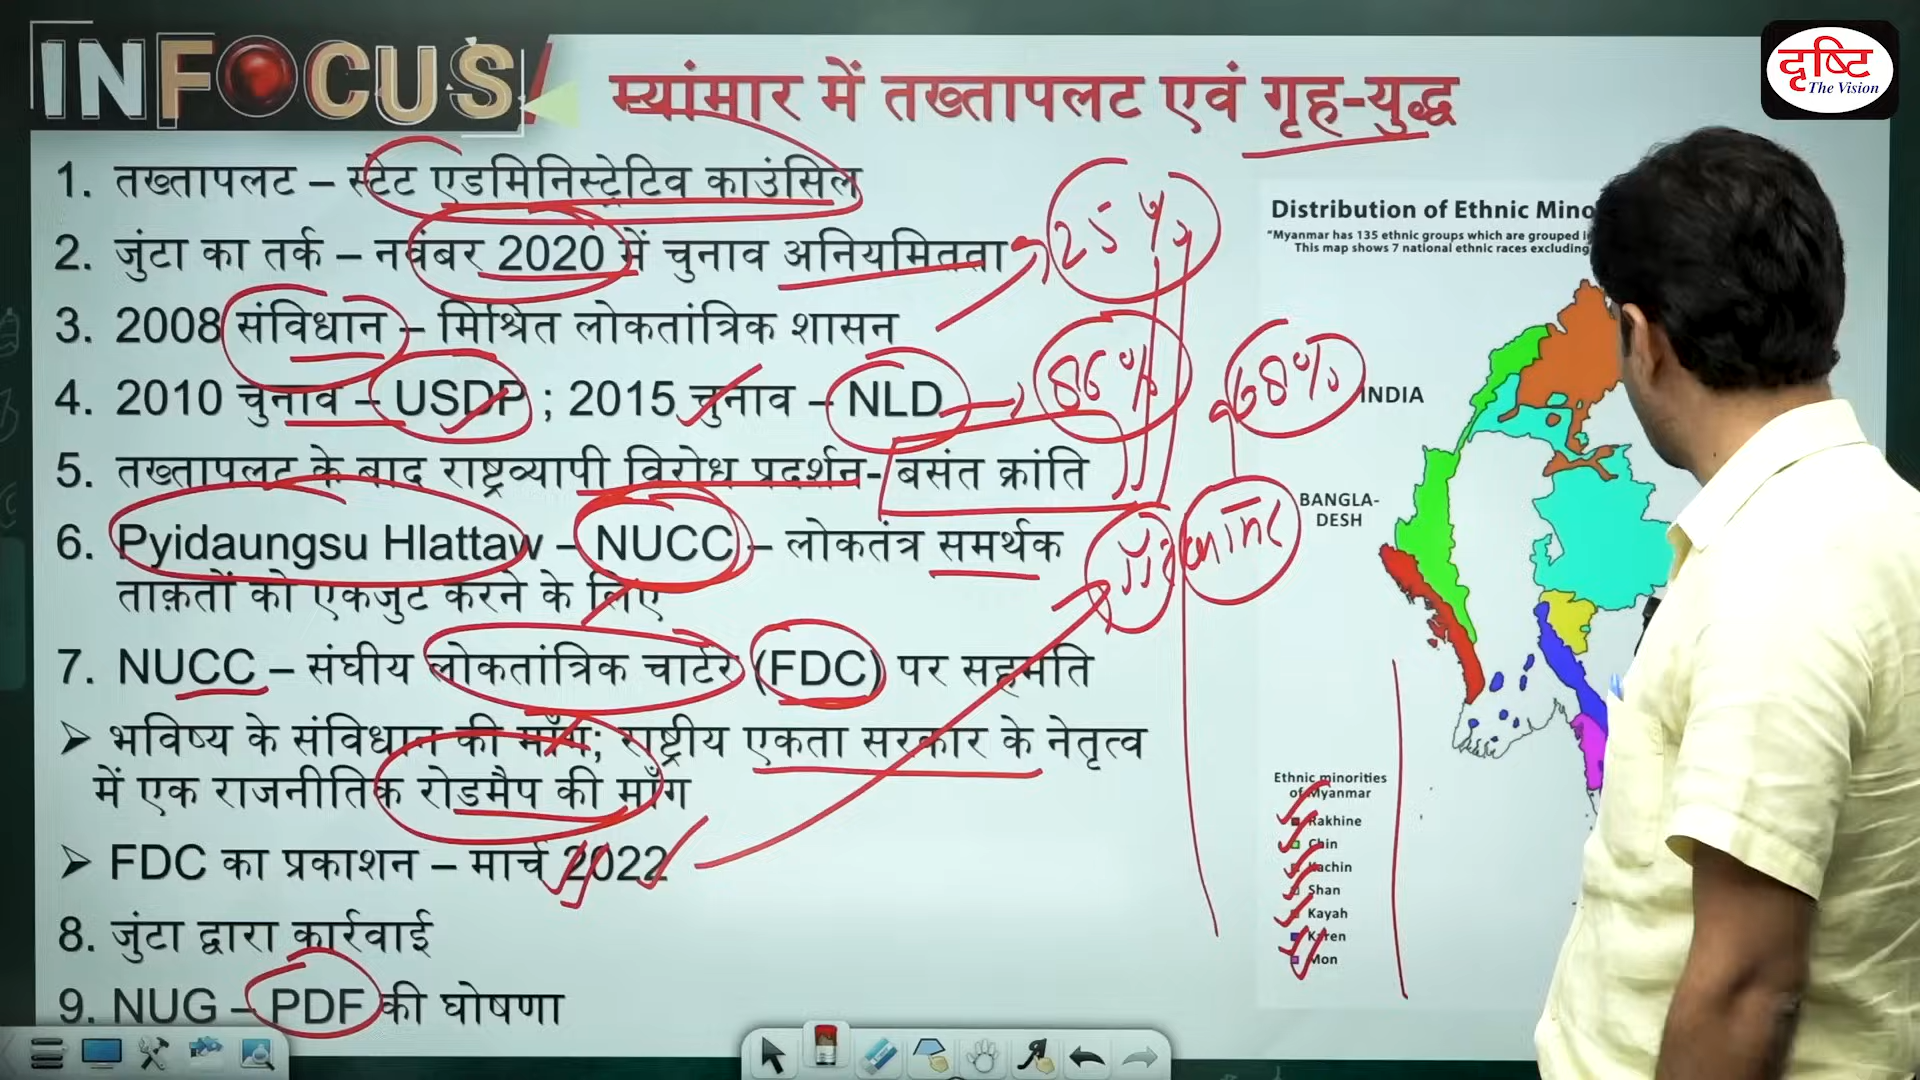 INFOCUS
म्यांमार में तख्तापलट एवं गृह-युद्ध
दृष्टि
The Vision
1. तख्तापलट – स्टेट एडमिनिस्ट्रेटिव काउंसिल
2. जुंटा का तर्क – नवंबर 2020 में चुनाव अनियमितता
3. 2008 संविधान – मिश्रित लोकतांत्रिक शासन
4. 2010 चुनाव – USDP ; 2015 चुनाव – NLD
5. तख्तापलट के बाद राष्ट्रव्यापी विरोध प्रदर्शन- बसंत क्रांति
6. Pyidaungsu Hlattaw – NUCC – लोकतंत्र समर्थक
ताक़तों को एकजुट करने के लिए
7. NUCC – संघीय लोकतांत्रिक चार्टर (FDC) पर सहमति
➢ भविष्य के संविधान की माँग; राष्ट्रीय एकता सरकार के नेतृत्व
में एक राजनीतिक रोडमैप की माँग
➢ FDC का प्रकाशन – मार्च 2022
8. जुंटा द्वारा कार्रवाई
9. NUG – PDF की घोषणा
25%
86%
68%
Distribution of Ethnic Mino
"Myanmar has 135 ethnic groups which are grouped i
This map shows 7 national ethnic races excluding
INDIA
BANGLA-
DESH
Ethnic minorities
of Myanmar
Rakhine
Chin
Kachin
Shan
Kayah
Karen
Mon